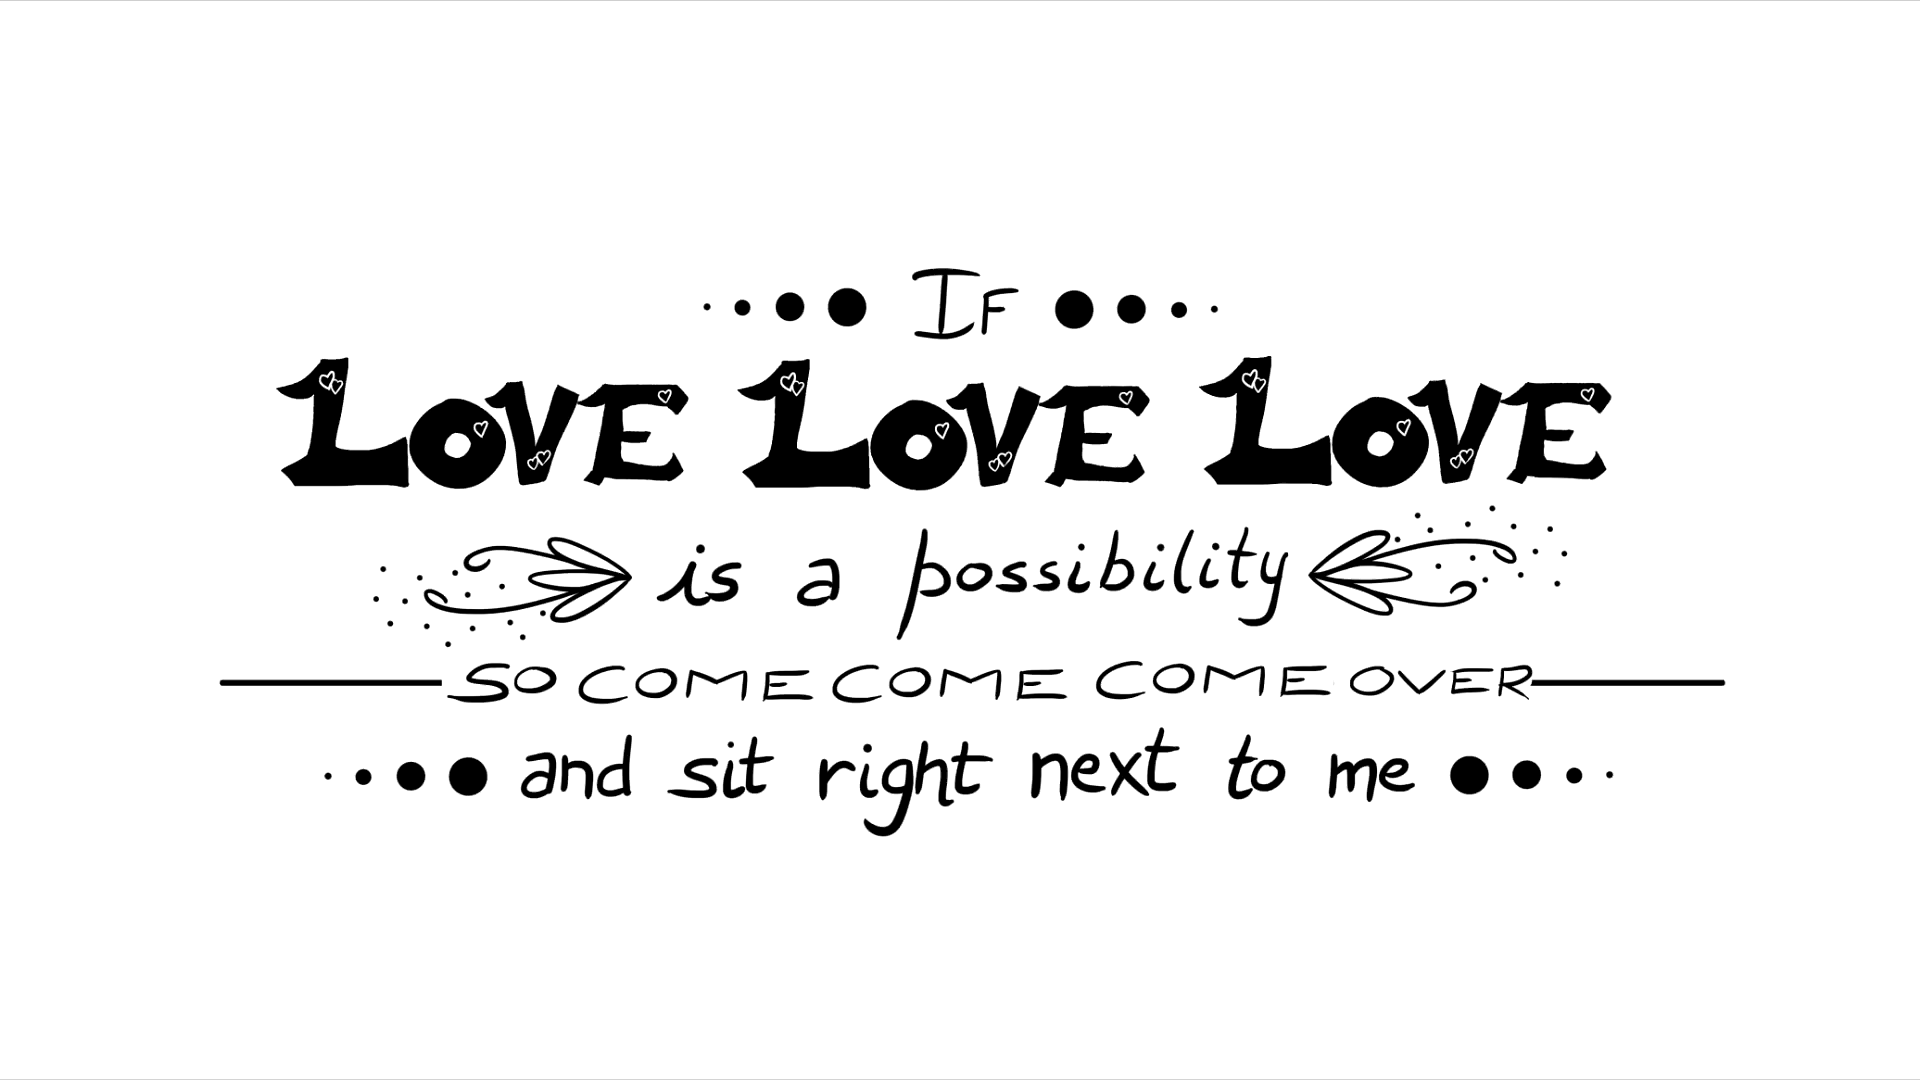 If
LOVE LOVE LOVE
is a possibility
SO COME COME COME OVER
and sit right next to me